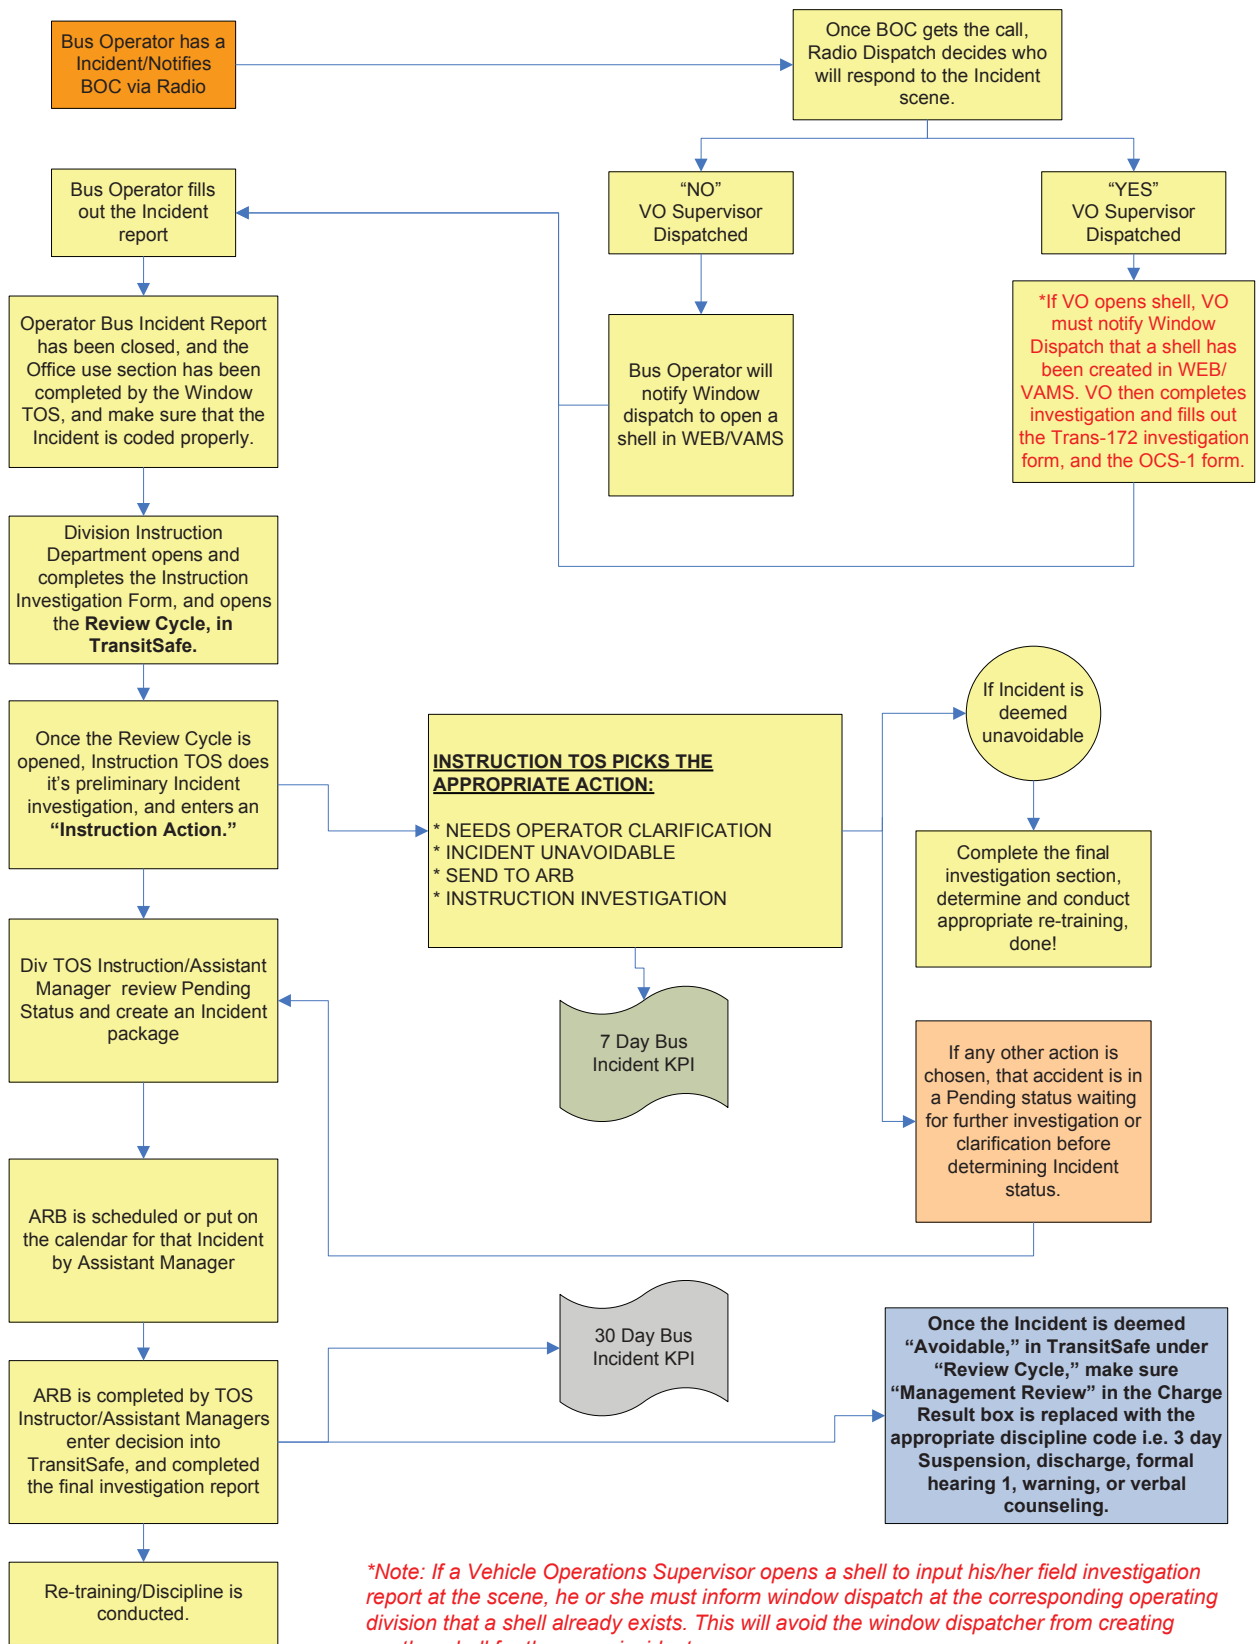 Bus Operator has a
Incident/Notifies
BOC via Radio
Once BOC gets the call,
Radio Dispatch decides who
will respond to the Incident
scene.
Bus Operator fills
out the Incident
report
“NO”
VO Supervisor
Dispatched
“YES”
VO Supervisor
Dispatched
Operator Bus Incident Report
has been closed, and the
Office use section has been
completed by the Window
TOS, and make sure that the
Incident is coded properly.
Bus Operator will
notify Window
dispatch to open a
shell in WEB/VAMS
*If VO opens shell, VO
must notify Window
Dispatch that a shell has
been created in WEB/
VAMS. VO then completes
investigation and fills out
the Trans-172 investigation
form, and the OCS-1 form.
Division Instruction
Department opens and
completes the Instruction
Investigation Form, and opens
the Review Cycle, in
TransitSafe.
Once the Review Cycle is
opened, Instruction TOS does
it’s preliminary Incident
investigation, and enters an
“Instruction Action.”
INSTRUCTION TOS PICKS THE
APPROPRIATE ACTION:
* NEEDS OPERATOR CLARIFICATION
* INCIDENT UNAVOIDABLE
* SEND TO ARB
* INSTRUCTION INVESTIGATION
If Incident is
deemed
unavoidable
Complete the final
investigation section,
determine and conduct
appropriate re-training,
done!
Div TOS Instruction/Assistant
Manager review Pending
Status and create an Incident
package
7 Day Bus
Incident KPI
If any other action is
chosen, that accident is in
a Pending status waiting
for further investigation or
clarification before
determining Incident
status.
ARB is scheduled or put on
the calendar for that Incident
by Assistant Manager
30 Day Bus
Incident KPI
ARB is completed by TOS
Instructor/Assistant Managers
enter decision into
TransitSafe, and completed
the final investigation report
Once the Incident is deemed
“Avoidable,” in TransitSafe under
“Review Cycle,” make sure
“Management Review” in the Charge
Result box is replaced with the
appropriate discipline code i.e. 3 day
Suspension, discharge, formal
hearing 1, warning, or verbal
counseling.
Re-training/Discipline is
conducted.
*Note: If a Vehicle Operations Supervisor opens a shell to input his/her field investigation
report at the scene, he or she must inform window dispatch at the corresponding operating
division that a shell already exists. This will avoid the window dispatcher from creating